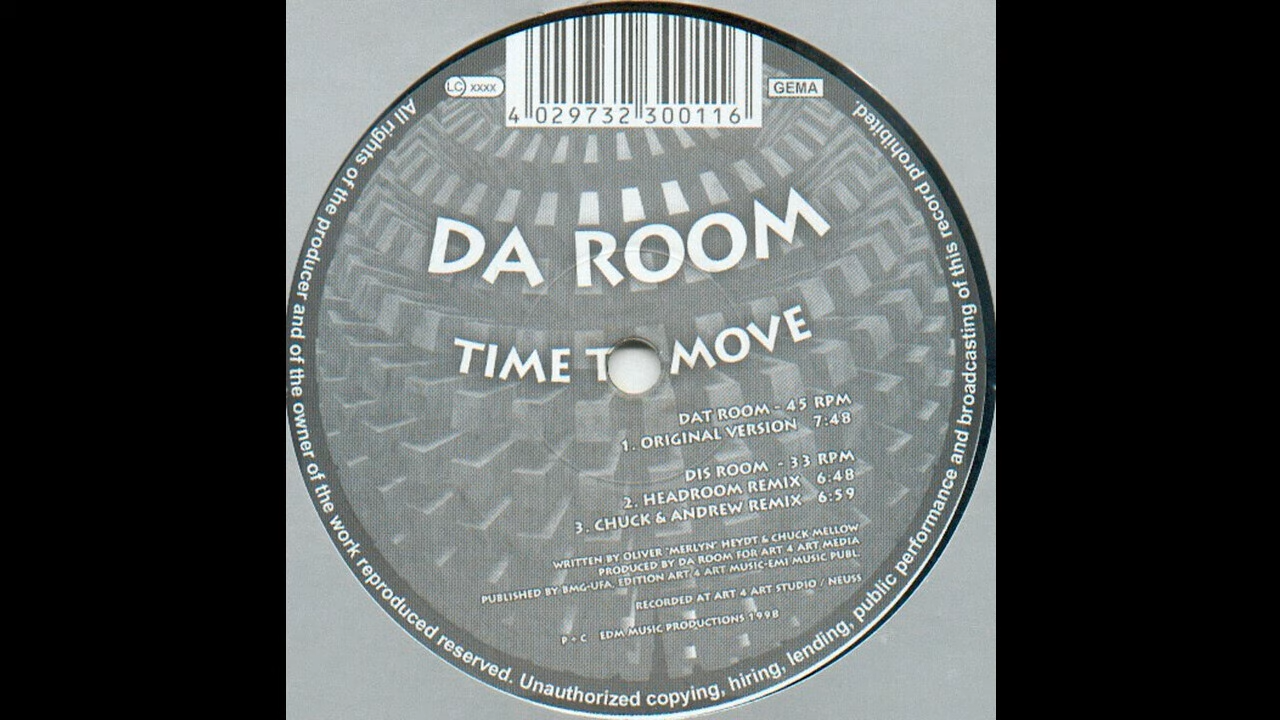 LC xxxx
GEMA
4 029732 300116
DA ROOM
TIME T MOVE
DAT ROOM - 45 RPM
1. ORIGINAL VERSION 7:48
DIS ROOM - 33 RPM
2. HEADROOM REMIX 6:48
3. CHUCK & ANDREW REMIX 6:59
WRITTEN BY OLIVER "MERLYN" HEYDT & CHUCK MELLOW
PRODUCED BY DA ROOM FOR ART 4 ART MEDIA
PUBLISHED BY BMG-UFA, EDITION ART 4 ART MUSIC-EMI MUSIC PUBL.
RECORDED AT ART 4 ART STUDIO / NEUSS
P + C EDM MUSIC PRODUCTIONS 1998
All rights of the producer and of the owner of the work reproduced reserved. Unauthorized copying, hiring, lending, public performance and broadcasting of this record prohibited.